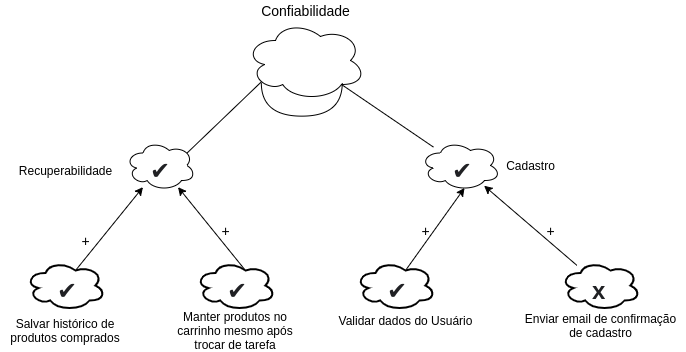 Confiabilidade
✔
Recuperabilidade
✔
Cadastro
+
+
+
+
✔
✔
✔
x
Salvar histórico de
produtos comprados
Manter produtos no
carrinho mesmo após
trocar de tarefa
Validar dados do Usuário
Enviar email de confirmação
de cadastro